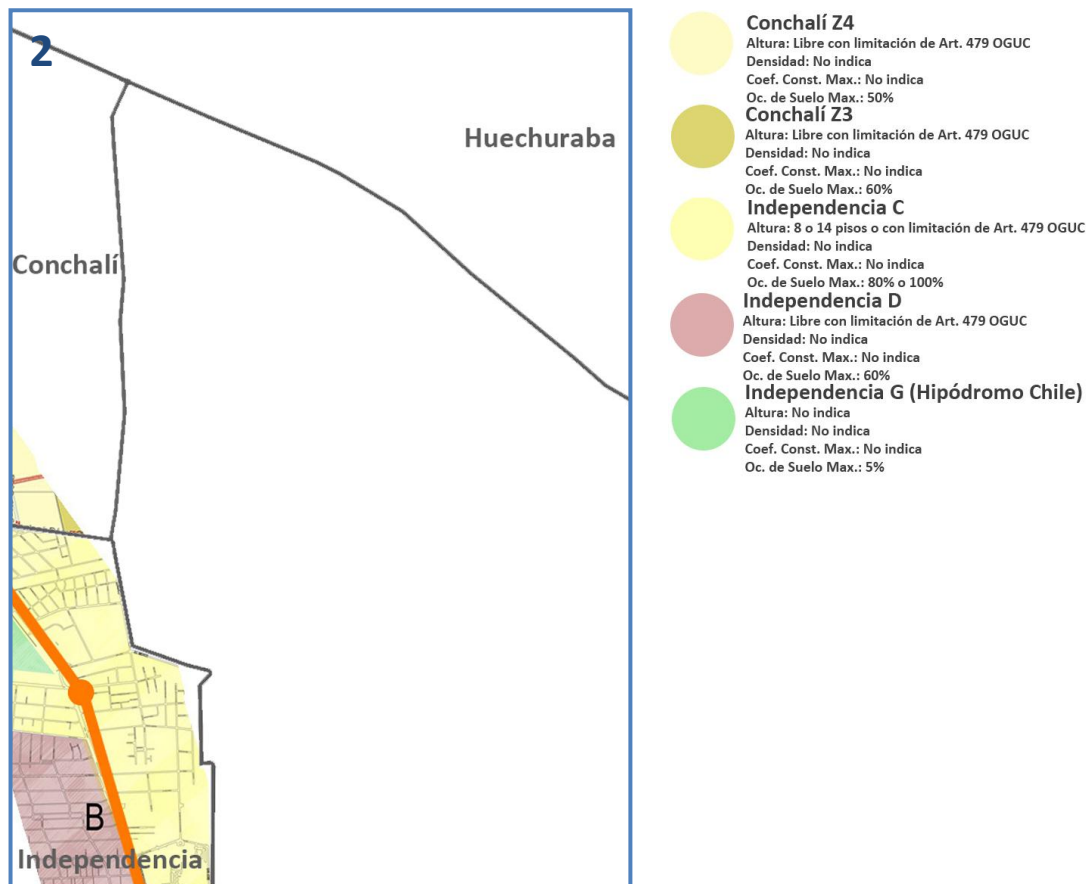 2
Huechuraba
Conchalí
B
Independencia
Conchalí Z4
Altura: Libre con limitación de Art. 479 OGUC
Densidad: No indica
Coef. Const. Max.: No indica
Oc. de Suelo Max.: 50%
Conchalí Z3
Altura: Libre con limitación de Art. 479 OGUC
Densidad: No indica
Coef. Const. Max.: No indica
Oc. de Suelo Max.: 60%
Independencia C
Altura: 8 o 14 pisos o con limitación de Art. 479 OGUC
Densidad: No indica
Coef. Const. Max.: No indica
Oc. de Suelo Max.: 80% o 100%
Independencia D
Altura: Libre con limitación de Art. 479 OGUC
Densidad: No indica
Coef. Const. Max.: No indica
Oc. de Suelo Max.: 60%
Independencia G (Hipódromo Chile)
Altura: No indica
Densidad: No indica
Coef. Const. Max.: No indica
Oc. de Suelo Max.: 5%